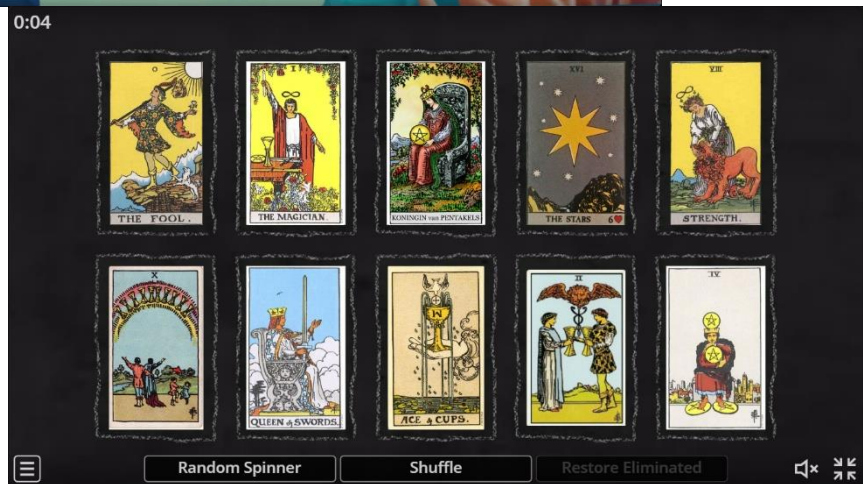 0:04
0
THE FOOL.
I
THE MAGICIAN.
KONINGIN van PENTAKELS
XVI
THE STARS 6♥
VIII
STRENGTH.
X
QUEEN of SWORDS.
ACE of CUPS.
II
IV
Random Spinner
Shuffle
Restore Eliminated